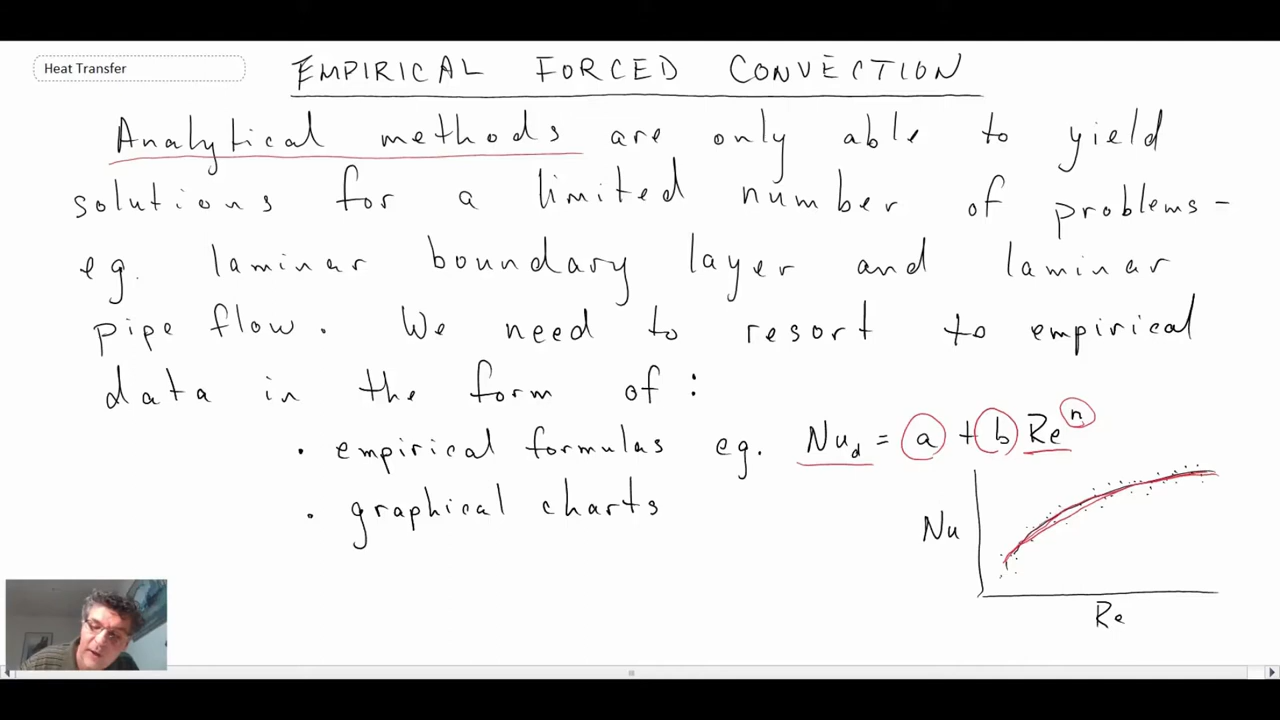 Heat Transfer
EMPIRICAL FORCED CONVECTION
Analytical methods are only able to yield
solutions for a limited number of problems -
eg. laminar boundary layer and laminar
pipe flow. We need to resort to empirical
data in the form of :
• empirical formulas eg. Nu_d = a + b Re^n
• graphical charts
Nu
Re